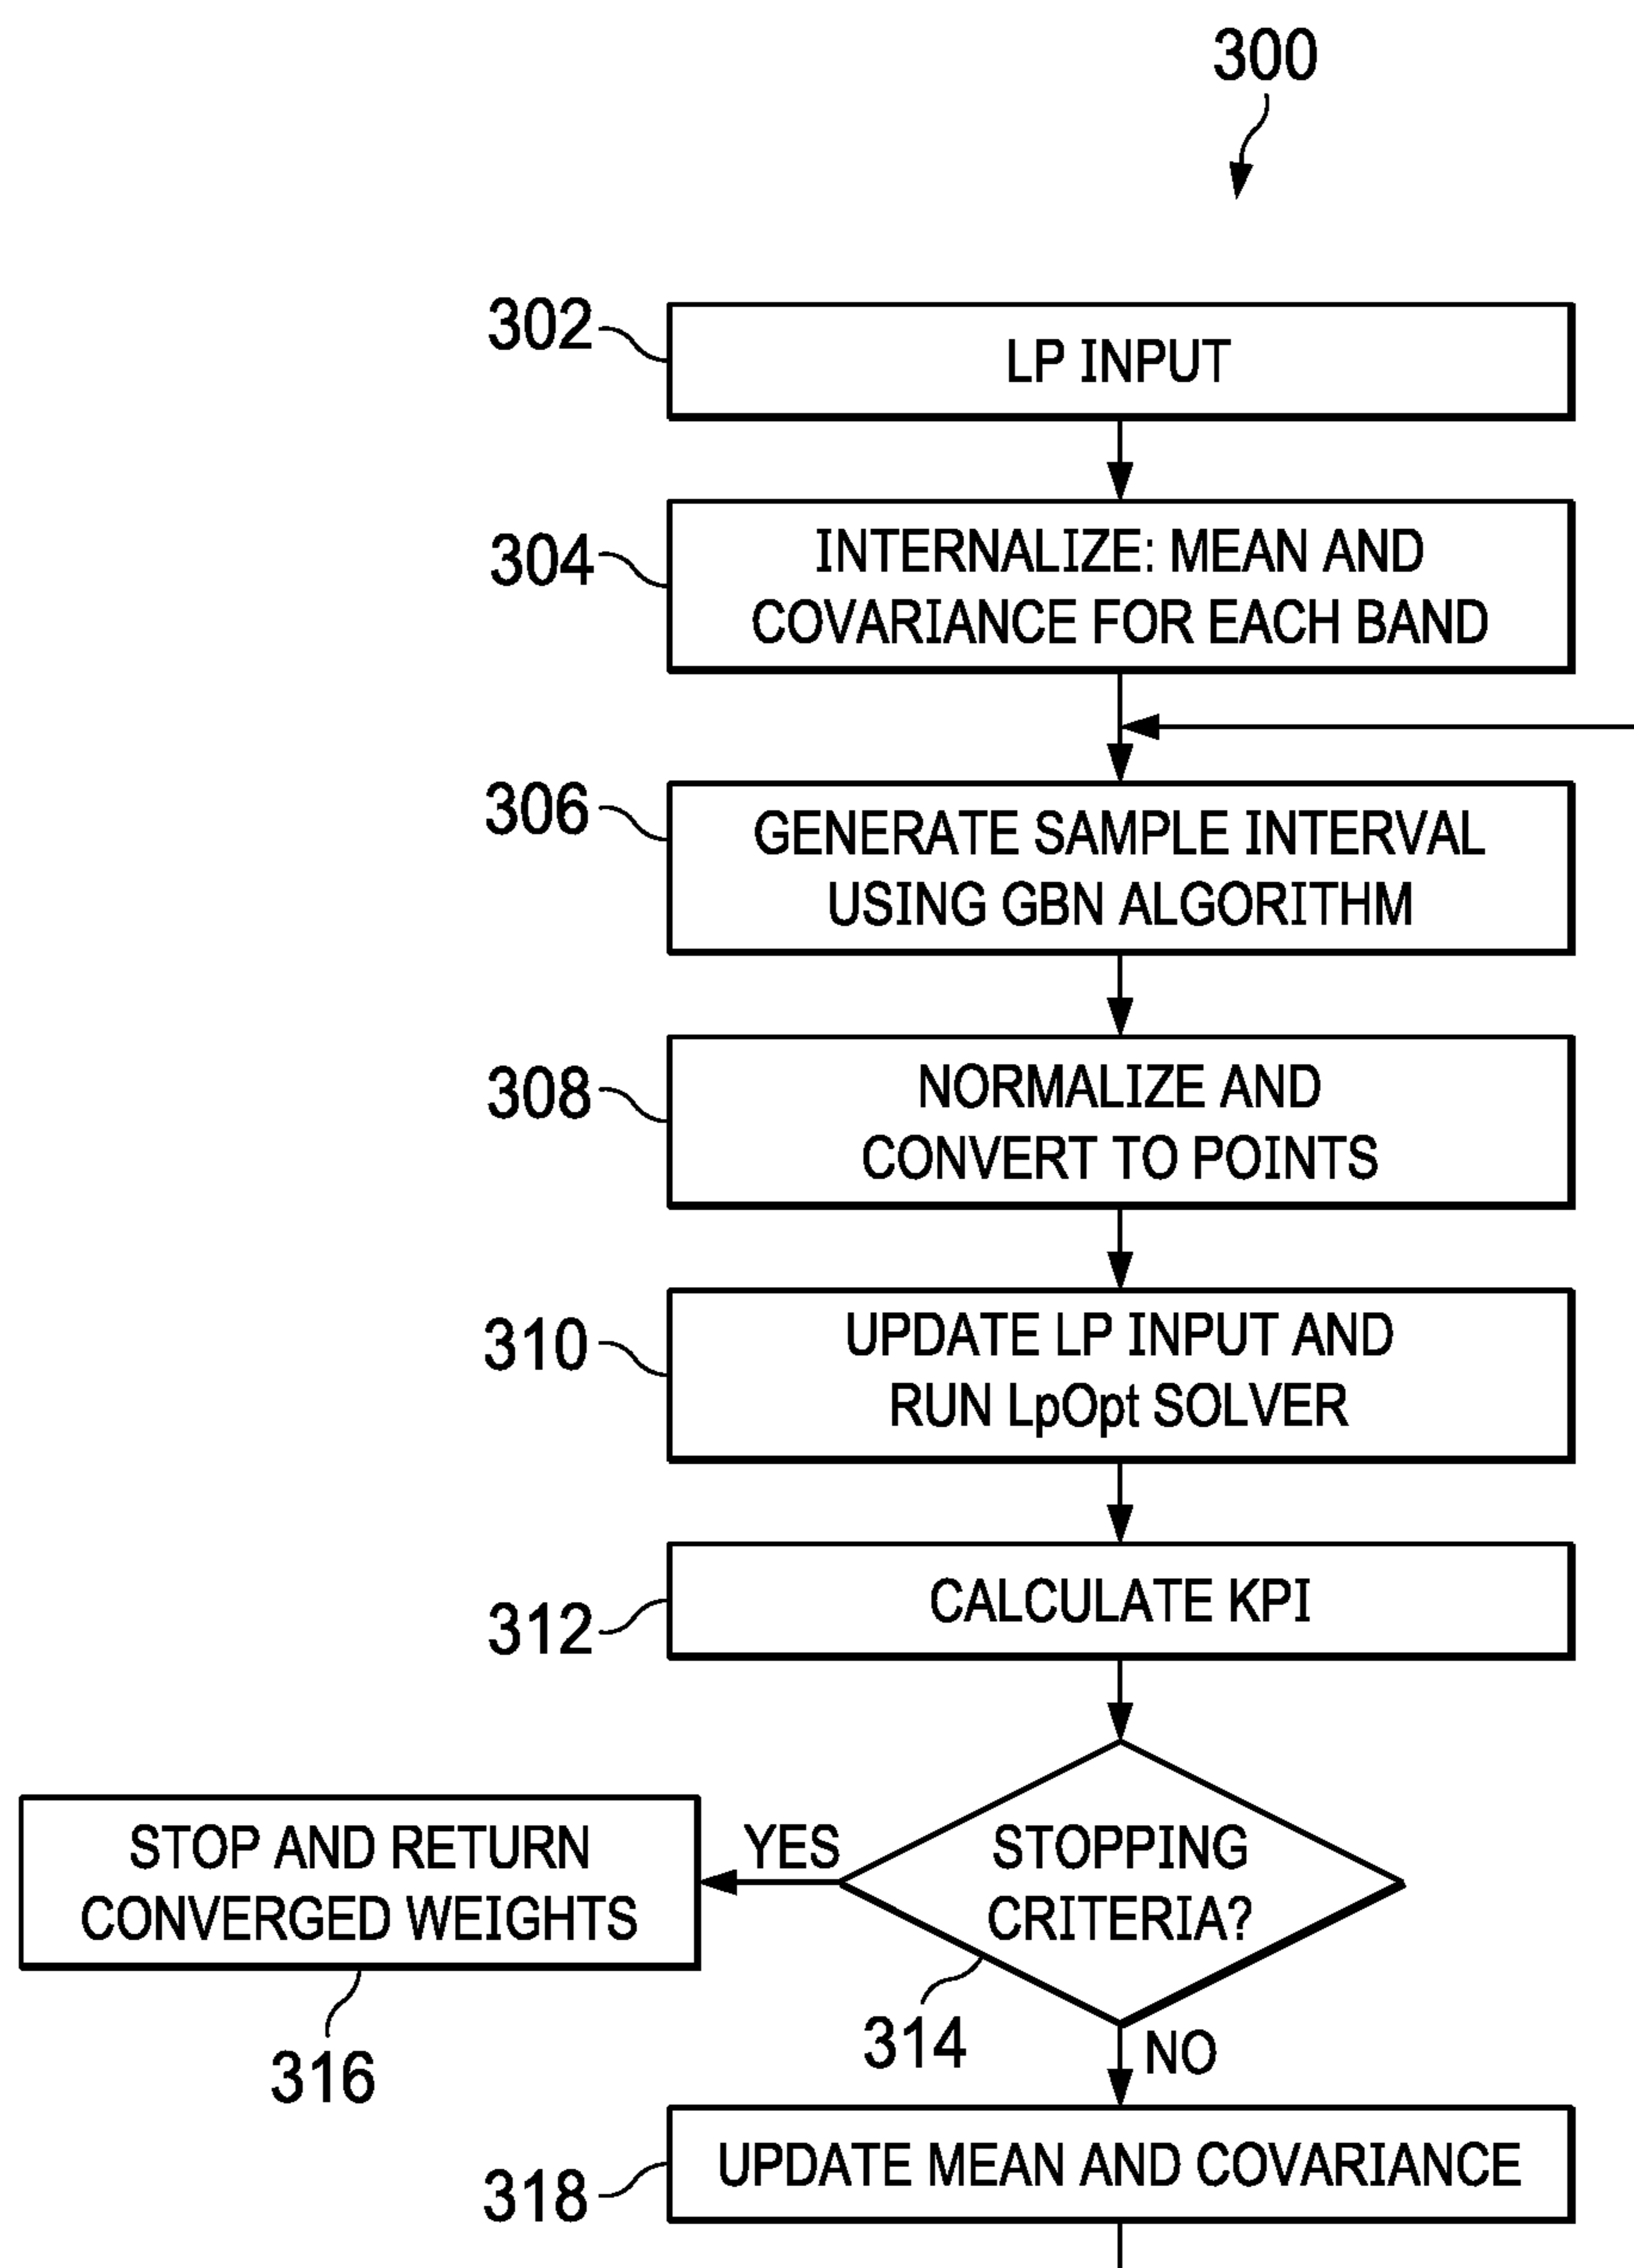 300
302
LP INPUT
304
INTERNALIZE: MEAN AND
COVARIANCE FOR EACH BAND
306
GENERATE SAMPLE INTERVAL
USING GBN ALGORITHM
308
NORMALIZE AND
CONVERT TO POINTS
310
UPDATE LP INPUT AND
RUN LpOpt SOLVER
312
CALCULATE KPI
STOPPING
CRITERIA?
314
YES
STOP AND RETURN
CONVERGED WEIGHTS
316
NO
318
UPDATE MEAN AND COVARIANCE